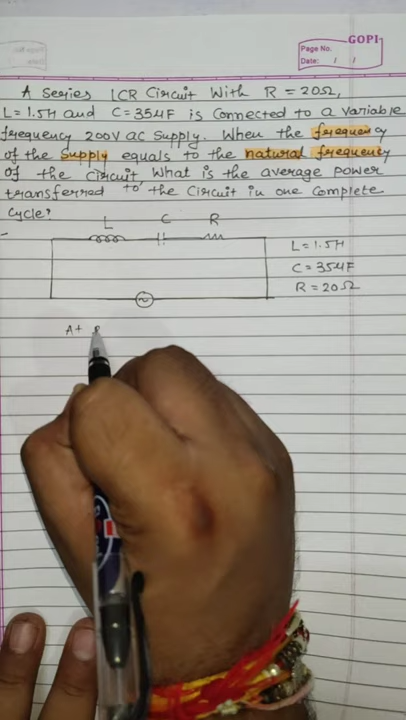 GOPI
Page No.
Date: / /
A Series LCR Circuit With R = 20Ω,
L = 1.5H and C = 35μF is Connected to a Variable
frequency 200V ac Supply. When the frequency
of the Supply equals to the natural frequency
of the circuit What is the average power
transferred to the Circuit in one Complete
Cycle?
L C R
L = 1.5H
C = 35μF
R = 20Ω
At R